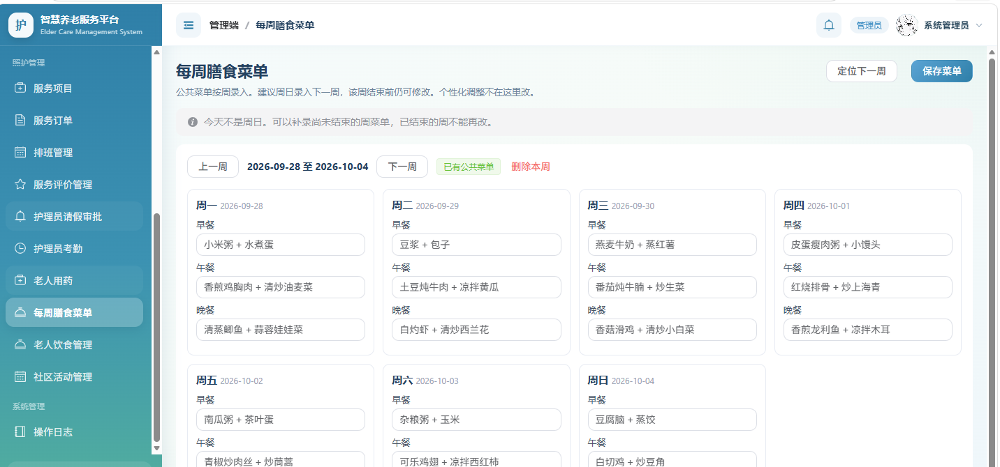 护 智慧养老服务平台
Elder Care Management System
管理端 / 每周膳食菜单
管理员 系统管理员
照护管理
服务项目
服务订单
排班管理
服务评价管理
护理员请假审批
护理员考勤
老人用药
每周膳食菜单
老人饮食管理
社区活动管理
系统管理
操作日志
每周膳食菜单
定位下一周 保存菜单
公共菜单按周录入。建议周日录入下一周，该周结束前仍可修改。个性化调整不在这里改。
今天不是周日。可以补录尚未结束的周菜单，已结束的周不能再改。
上一周 2026-09-28 至 2026-10-04 下一周 已有公共菜单 删除本周
周一 2026-09-28
早餐
小米粥 + 水煮蛋
午餐
香煎鸡胸肉 + 清炒油麦菜
晚餐
清蒸鲫鱼 + 蒜蓉娃娃菜
周二 2026-09-29
早餐
豆浆 + 包子
午餐
土豆炖牛肉 + 凉拌黄瓜
晚餐
白灼虾 + 清炒西兰花
周三 2026-09-30
早餐
燕麦牛奶 + 蒸红薯
午餐
番茄炖牛腩 + 炒生菜
晚餐
香菇滑鸡 + 清炒小白菜
周四 2026-10-01
早餐
皮蛋瘦肉粥 + 小馒头
午餐
红烧排骨 + 炒上海青
晚餐
香煎龙利鱼 + 凉拌木耳
周五 2026-10-02
早餐
南瓜粥 + 茶叶蛋
午餐
青椒炒肉丝 + 炒茼蒿
周六 2026-10-03
早餐
杂粮粥 + 玉米
午餐
可乐鸡翅 + 凉拌西红柿
周日 2026-10-04
早餐
豆腐脑 + 蒸饺
午餐
白切鸡 + 炒豆角